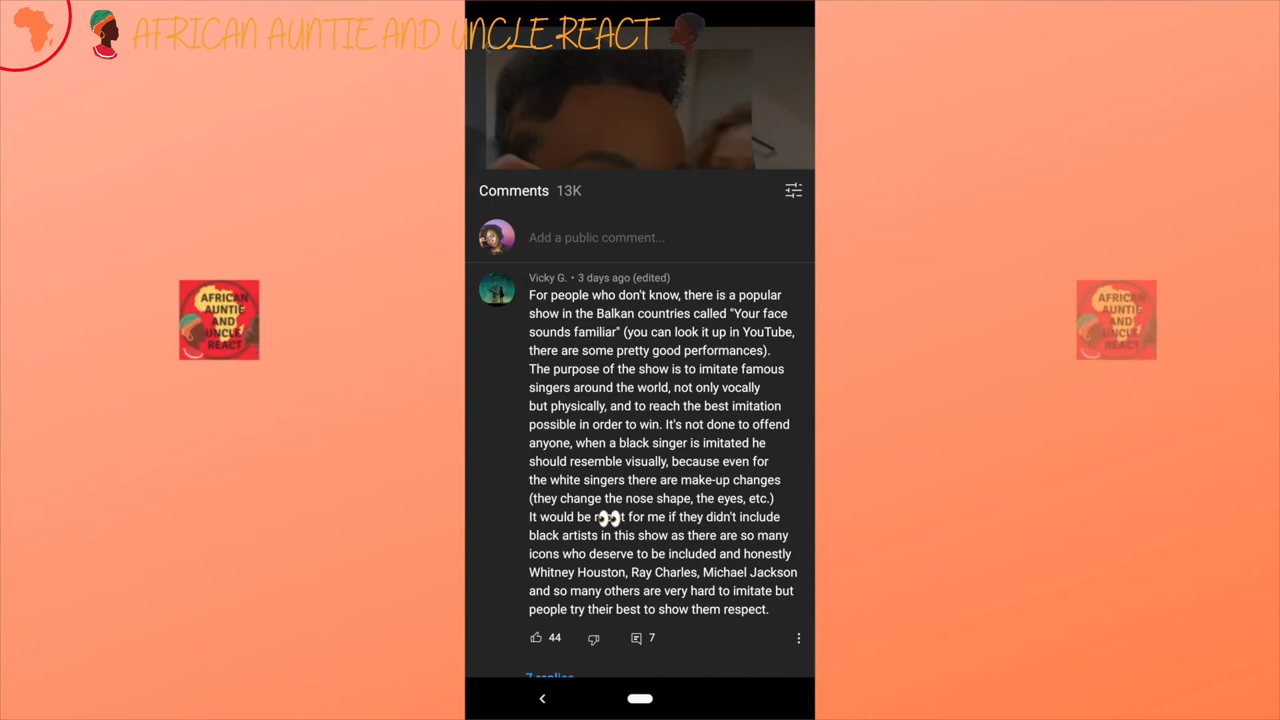 AFRICAN AUNTIE AND UNCLE REACT
Comments 13K
Add a public comment...
Vicky G. • 3 days ago (edited)
For people who don't know, there is a popular
show in the Balkan countries called "Your face
sounds familiar" (you can look it up in YouTube,
there are some pretty good performances).
The purpose of the show is to imitate famous
singers around the world, not only vocally
but physically, and to reach the best imitation
possible in order to win. It's not done to offend
anyone, when a black singer is imitated he
should resemble visually, because even for
the white singers there are make-up changes
(they change the nose shape, the eyes, etc.)
It would be for me if they didn't include
black artists in this show as there are so many
icons who deserve to be included and honestly
Whitney Houston, Ray Charles, Michael Jackson
and so many others are very hard to imitate but
people try their best to show them respect.
44 7
7 replies
AFRICAN
AUNTIE
AND
UNCLE
REACT
AFRICAN
AUNTIE
AND
UNCLE
REACT